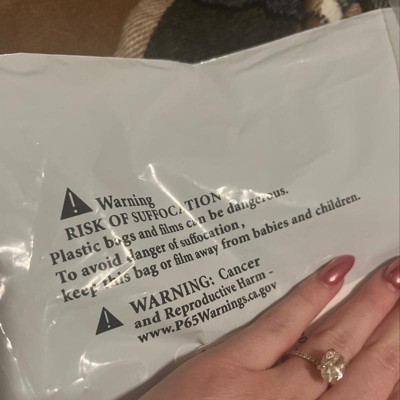 Warning
RISK OF SUFFOCATION
Plastic bags and films can be dangerous.
To avoid danger of suffocation,
keep this bag or film away from babies and children.
WARNING: Cancer
and Reproductive Harm -
www.P65Warnings.ca.gov